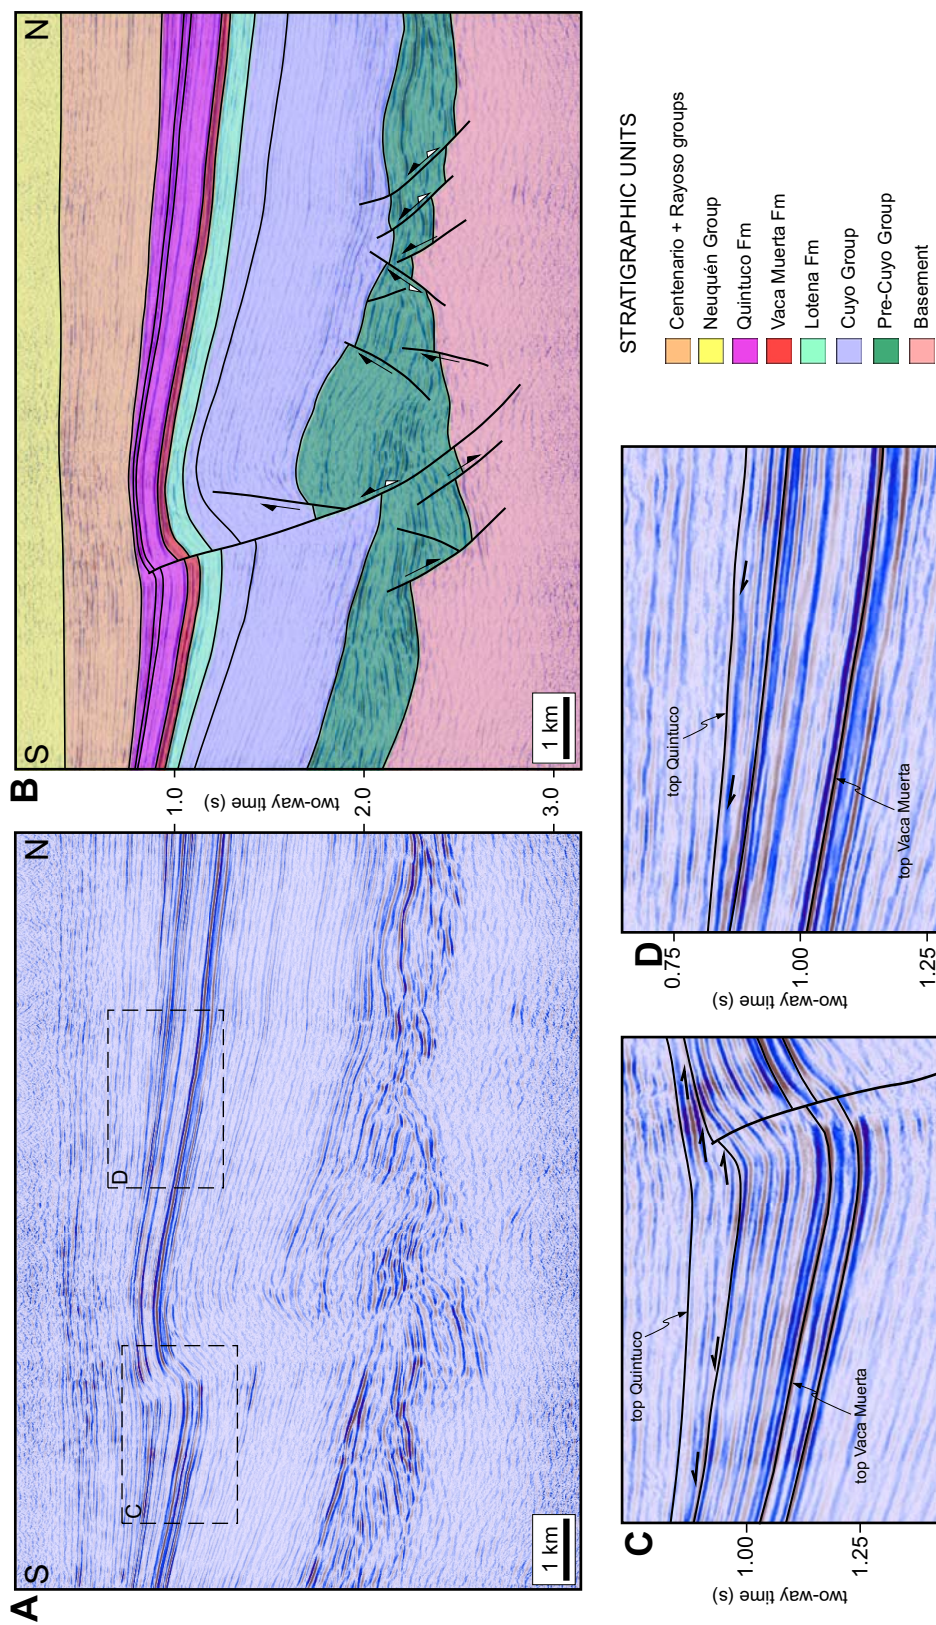 A
S
N
C
D
1 km
1.0
2.0
3.0
two-way time (s)
B
S
N
1 km
C
top Quintuco
top Vaca Muerta
1.00
1.25
two-way time (s)
D
top Quintuco
top Vaca Muerta
0.75
1.00
1.25
two-way time (s)
STRATIGRAPHIC UNITS
Centenario + Rayoso groups
Neuquén Group
Quintuco Fm
Vaca Muerta Fm
Lotena Fm
Cuyo Group
Pre-Cuyo Group
Basement